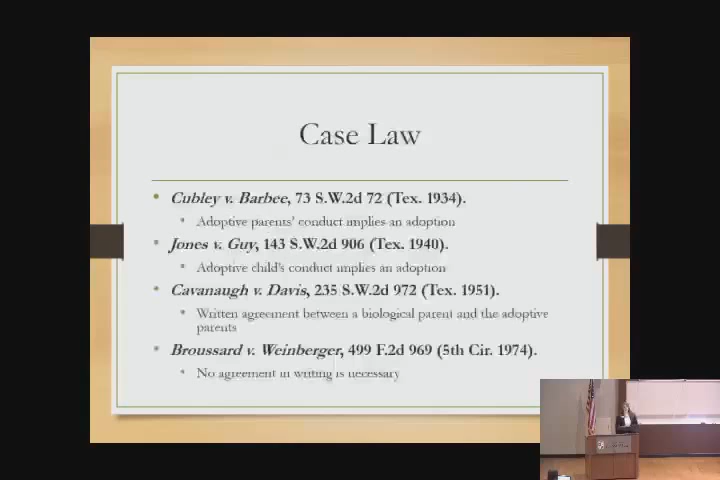 Case Law
Cubley v. Barbee, 73 S.W.2d 72 (Tex. 1934).
Adoptive parents' conduct implies an adoption
Jones v. Guy, 143 S.W.2d 906 (Tex. 1940).
Adoptive child's conduct implies an adoption
Cavanaugh v. Davis, 235 S.W.2d 972 (Tex. 1951).
Written agreement between a biological parent and the adoptive
parents
Broussard v. Weinberger, 499 F.2d 969 (5th Cir. 1974).
No agreement in writing is necessary